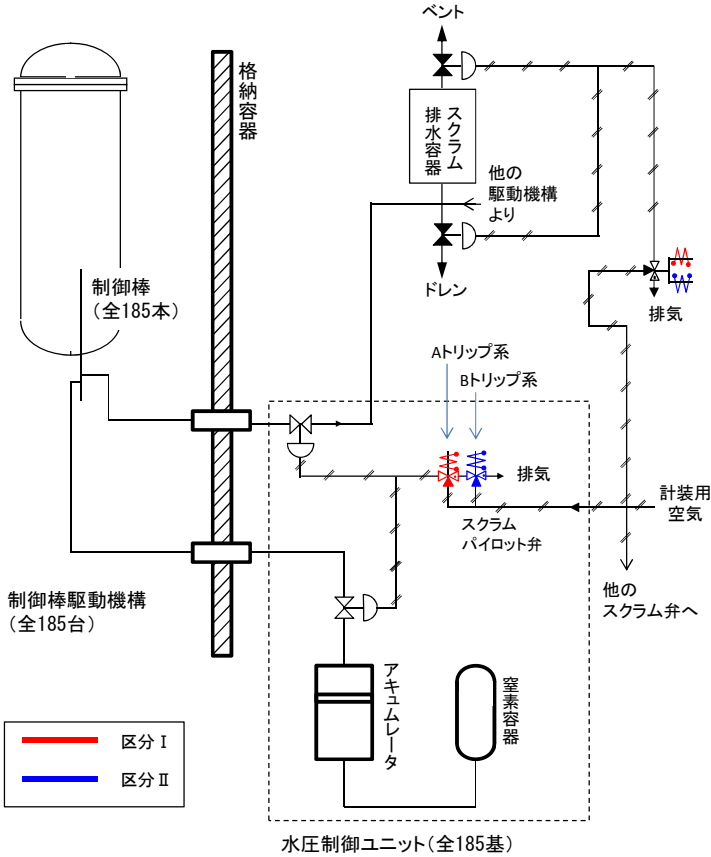 ベント
格納容器
スクラム
排水容器
他の
駆動機構
より
ドレン
制御棒
(全185本)
排気
Aトリップ系
Bトリップ系
排気
計装用
空気
スクラム
パイロット弁
他の
スクラム弁へ
制御棒駆動機構
(全185台)
アキュムレータ
窒素容器
区分Ⅰ
区分Ⅱ
水圧制御ユニット(全185基)